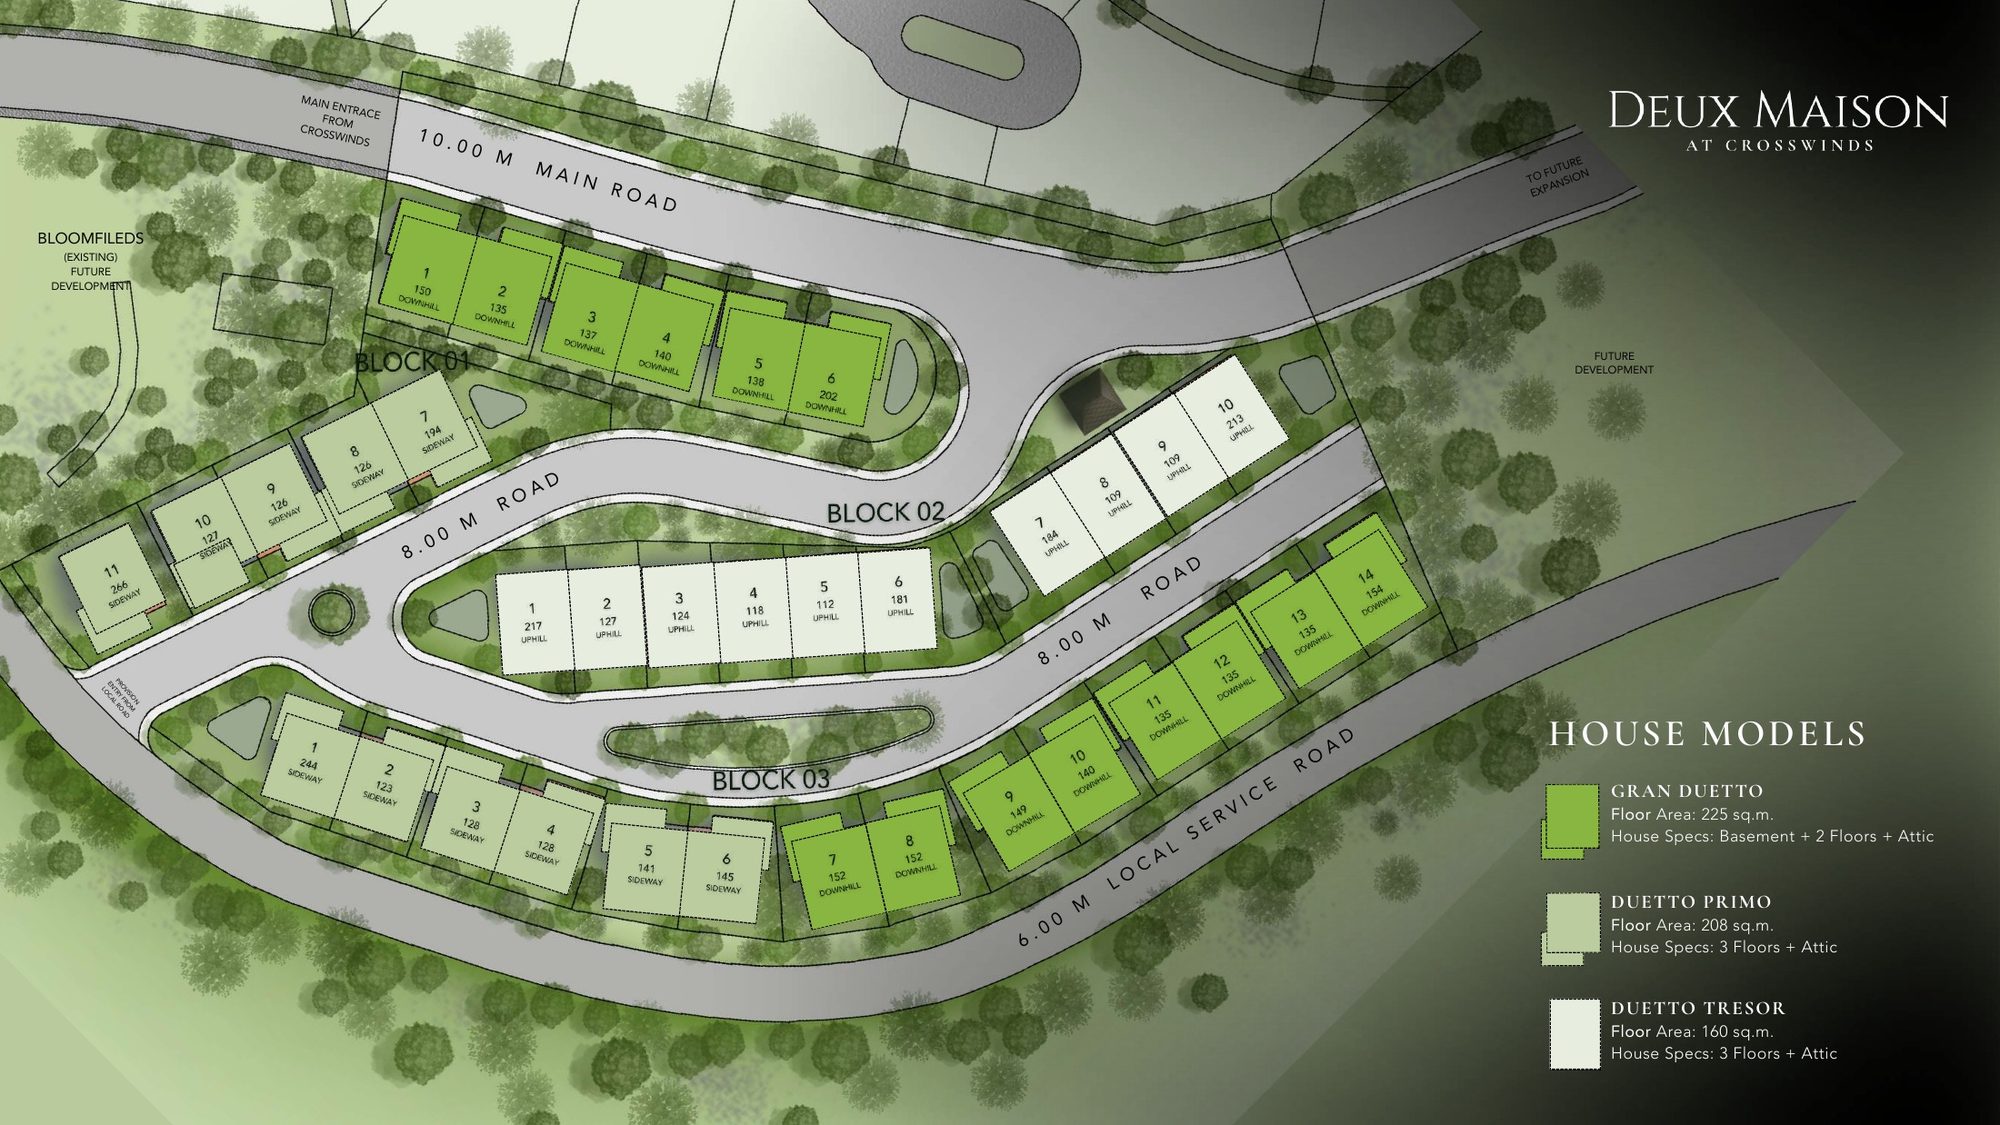 DEUX MAISON
AT CROSSWINDS
MAIN ENTRACE
FROM
CROSSWINDS
10.00 M MAIN ROAD
TO FUTURE
EXPANSION
BLOOMFILEDS
(EXISTING)
FUTURE
DEVELOPMENT
1
150
DOWNHILL
2
135
DOWNHILL
3
137
DOWNHILL
4
140
DOWNHILL
5
138
DOWNHILL
6
202
DOWNHILL
BLOCK 01
7
194
SIDEWAY
8
126
SIDEWAY
9
126
SIDEWAY
10
127
SIDEWAY
11
266
SIDEWAY
8.00 M ROAD
FUTURE
DEVELOPMENT
BLOCK 02
1
217
UPHILL
2
127
UPHILL
3
124
UPHILL
4
118
UPHILL
5
112
UPHILL
6
181
UPHILL
7
184
UPHILL
8
109
UPHILL
9
109
UPHILL
10
213
UPHILL
8.00 M ROAD
PROVISION
ENTRY FROM
LOCAL ROAD
BLOCK 03
1
244
SIDEWAY
2
123
SIDEWAY
3
128
SIDEWAY
4
128
SIDEWAY
5
141
SIDEWAY
6
145
SIDEWAY
7
152
DOWNHILL
8
152
DOWNHILL
9
149
DOWNHILL
10
140
DOWNHILL
11
135
DOWNHILL
12
135
DOWNHILL
13
135
DOWNHILL
14
154
DOWNHILL
6.00 M LOCAL SERVICE ROAD
HOUSE MODELS
GRAN DUETTO
Floor Area: 225 sq.m.
House Specs: Basement + 2 Floors + Attic
DUETTO PRIMO
Floor Area: 208 sq.m.
House Specs: 3 Floors + Attic
DUETTO TRESOR
Floor Area: 160 sq.m.
House Specs: 3 Floors + Attic